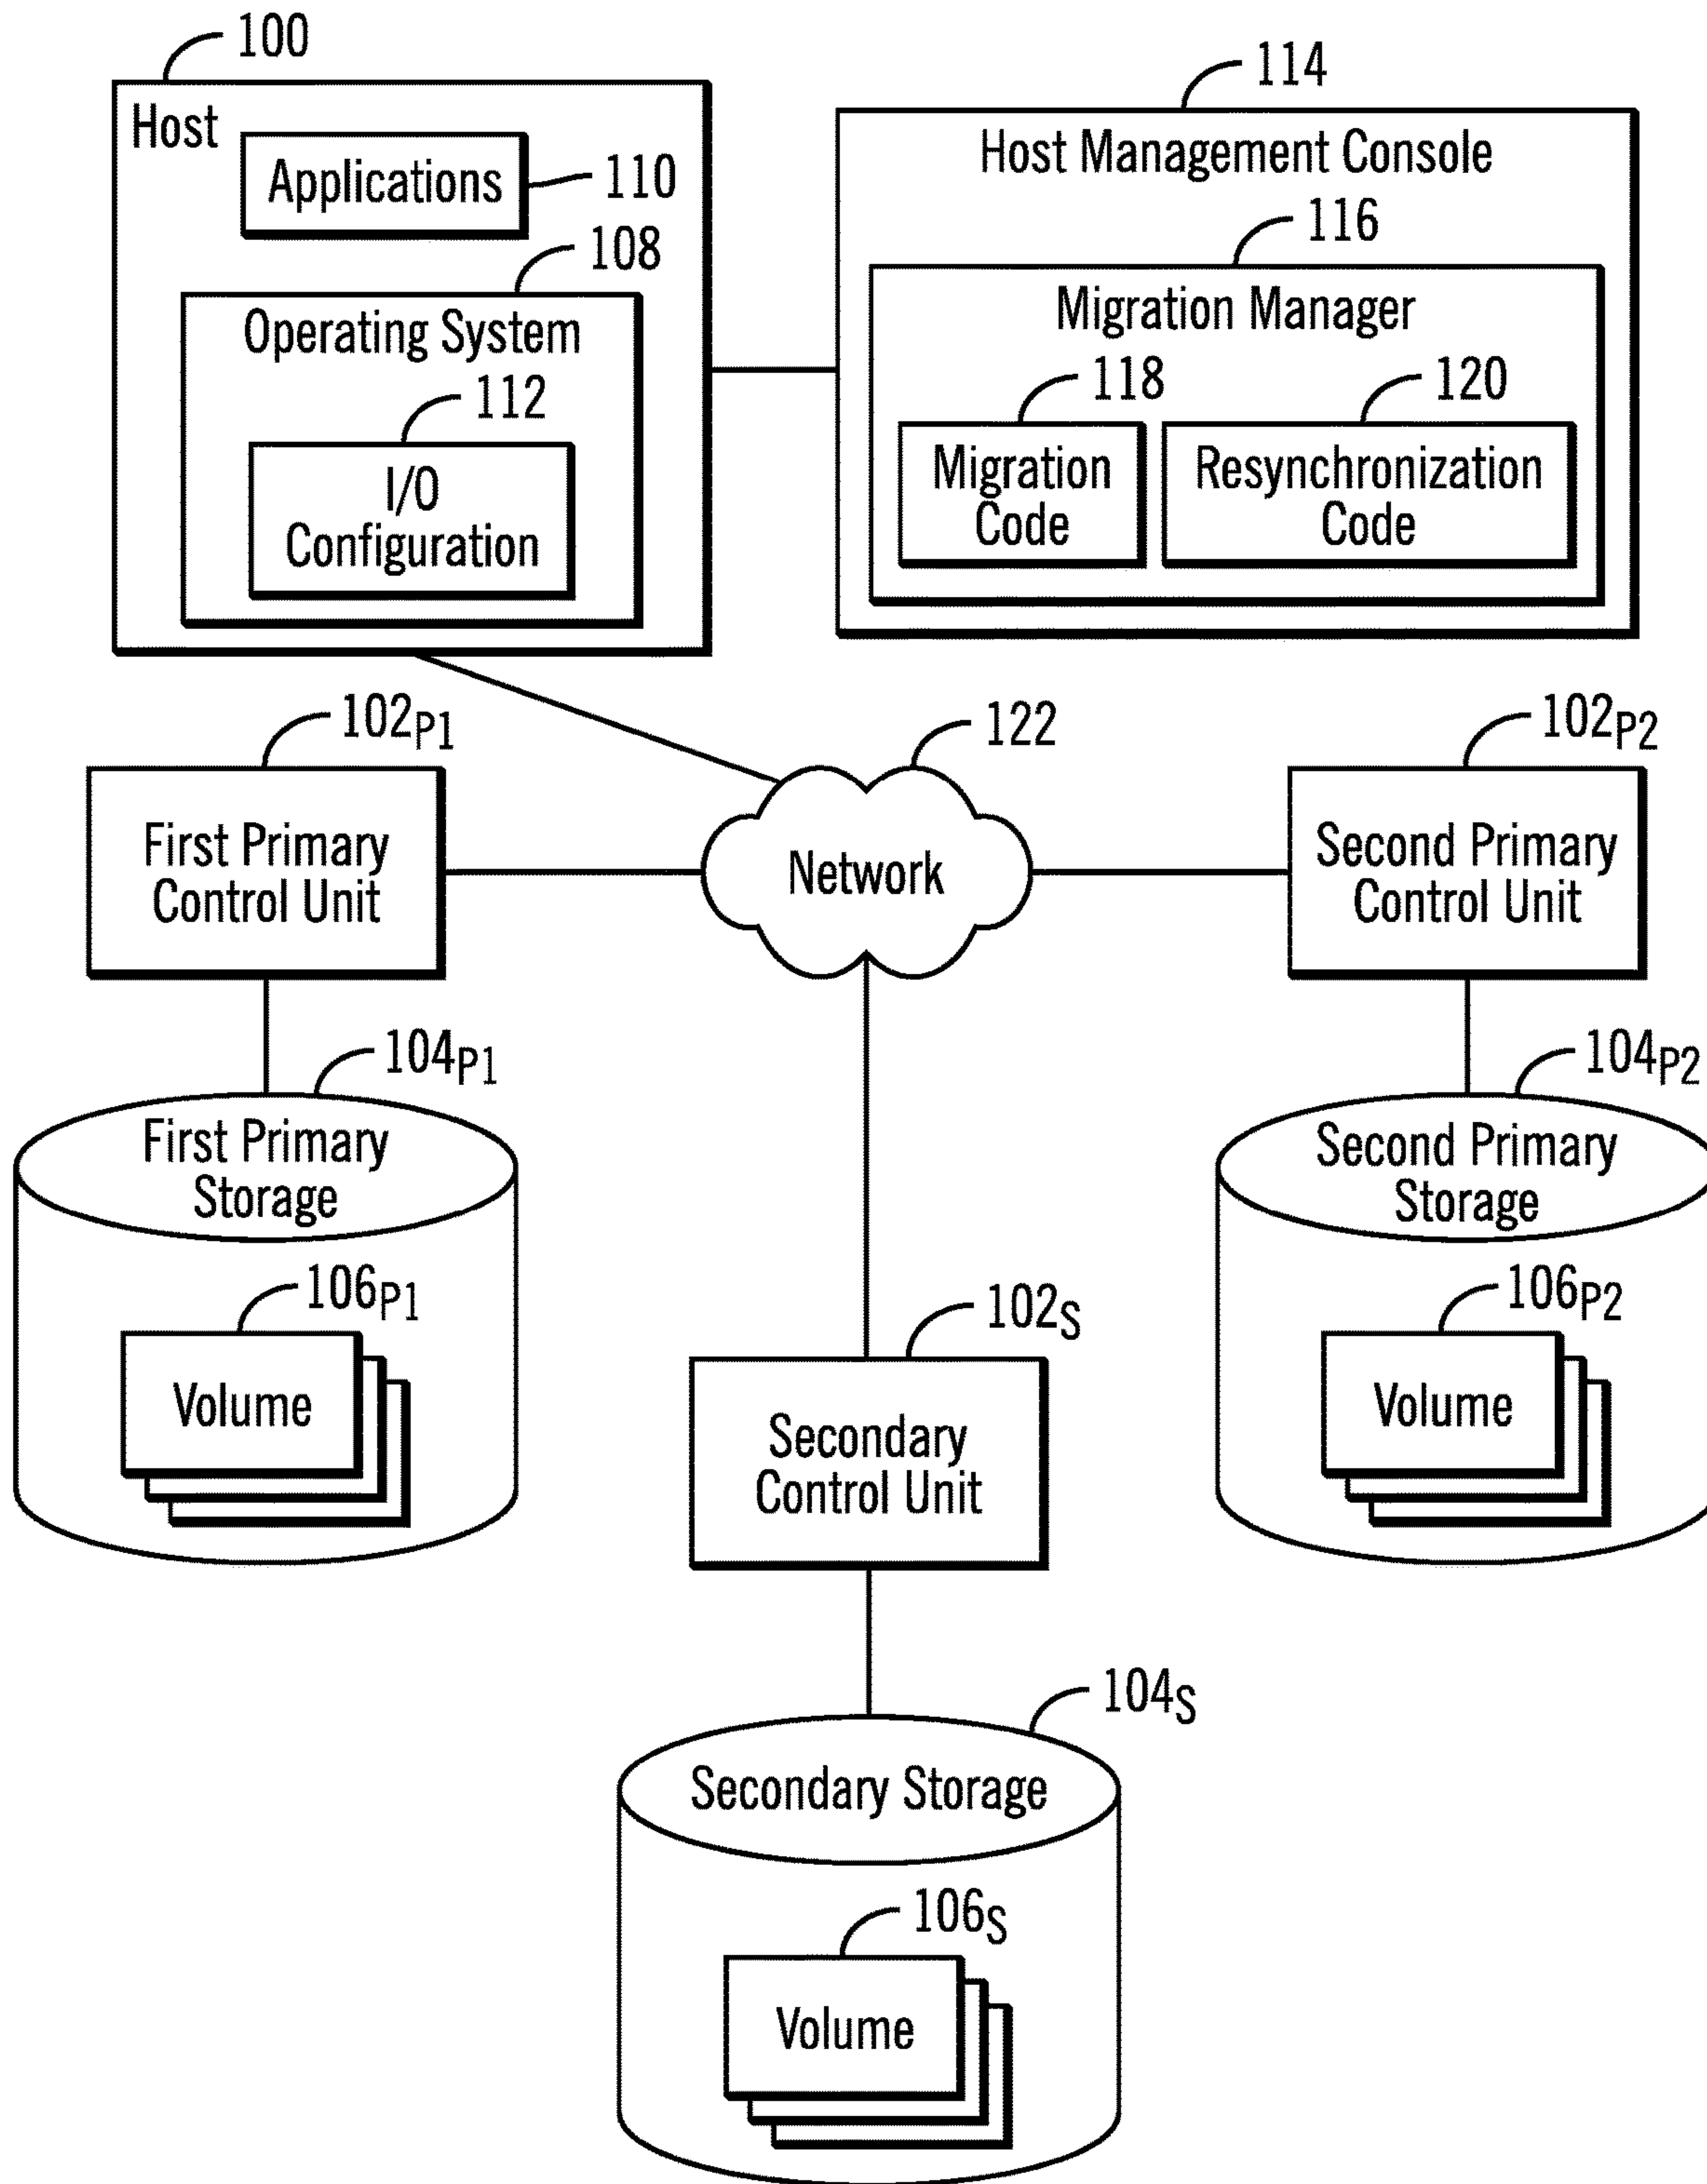 100
Host
Applications
110
108
Operating System
112
I/O
Configuration
114
Host Management Console
116
Migration Manager
118
120
Migration
Code
Resynchronization
Code
102P1
122
102P2
First Primary
Control Unit
Network
Second Primary
Control Unit
104P1
104P2
First Primary
Storage
Second Primary
Storage
106P1
106P2
Volume
Volume
102S
Secondary
Control Unit
104S
Secondary Storage
106S
Volume